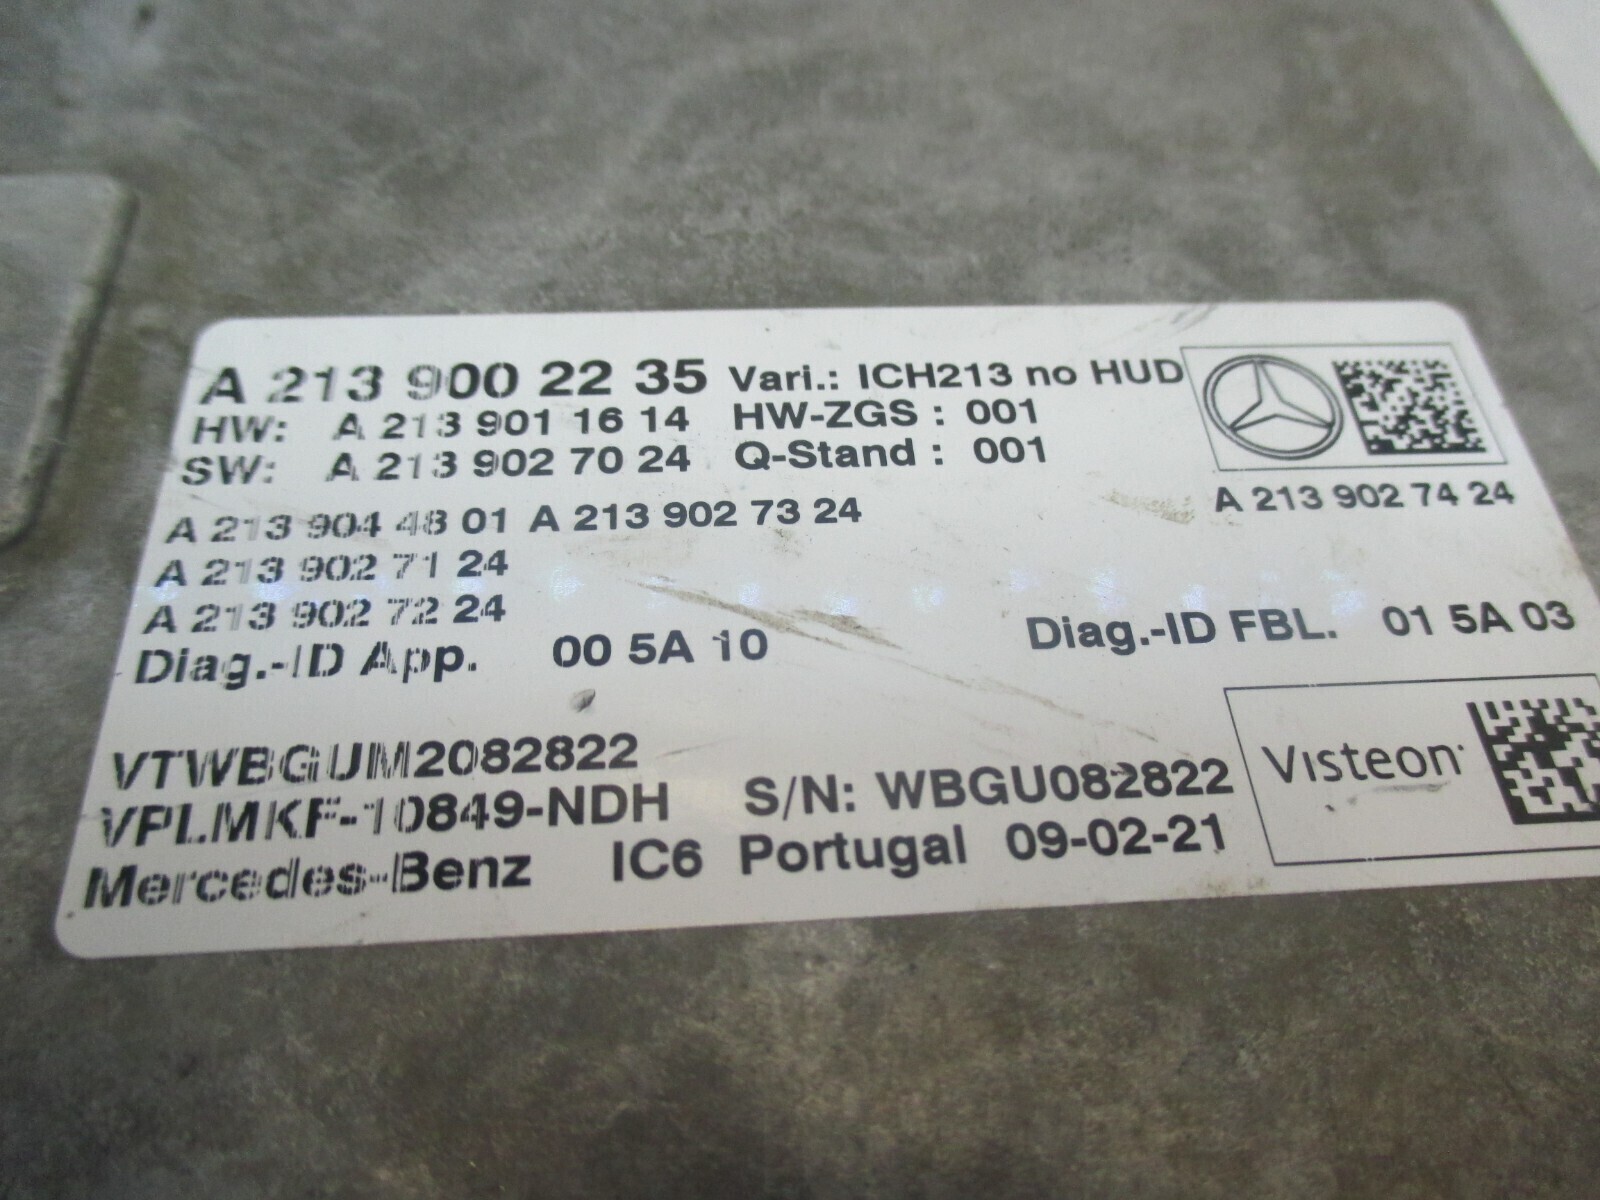 A 213 900 22 35 Vari.: ICH213 no HUD
HW: A 213 901 16 14 HW-ZGS : 001
SW: A 213 902 70 24 Q-Stand : 001
A 213 902 74 24
A 213 904 48 01 A 213 902 73 24
A 213 902 71 24
A 213 902 72 24
Diag.-ID App. 00 5A 10 Diag.-ID FBL. 01 5A 03
VTWBGUM2082822
VPLMKF-10849-NDH S/N: WBGU082822
Mercedes-Benz IC6 Portugal 09-02-21
Visteon